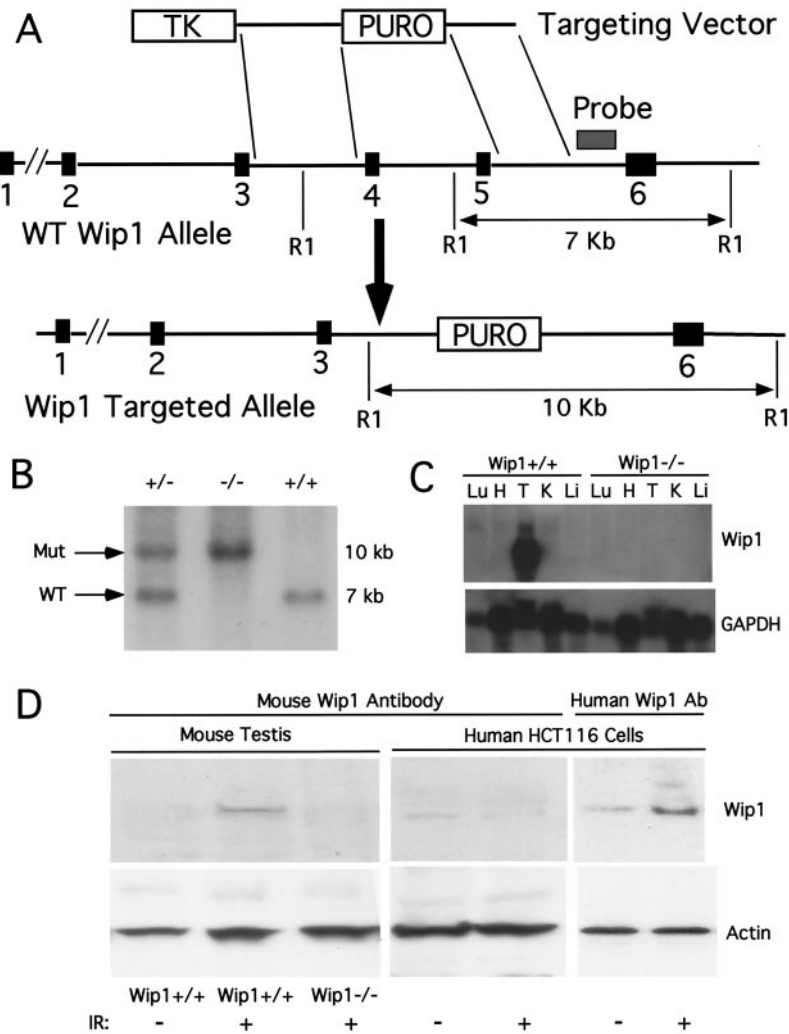 A
TK
PURO
Targeting Vector
Probe
1 2 3 4 5 6
WT Wip1 Allele
R1 R1 7 Kb R1
PURO
1 2 3 6
Wip1 Targeted Allele
R1 10 Kb R1
B
+/- -/- +/+
Mut 10 kb
WT 7 kb
C
Wip1+/+ Wip1-/-
Lu H T K Li Lu H T K Li
Wip1
GAPDH
D
Mouse Wip1 Antibody Human Wip1 Ab
Mouse Testis Human HCT116 Cells
Wip1
Actin
Wip1+/+ Wip1+/+ Wip1-/-
IR: - + + - + - +